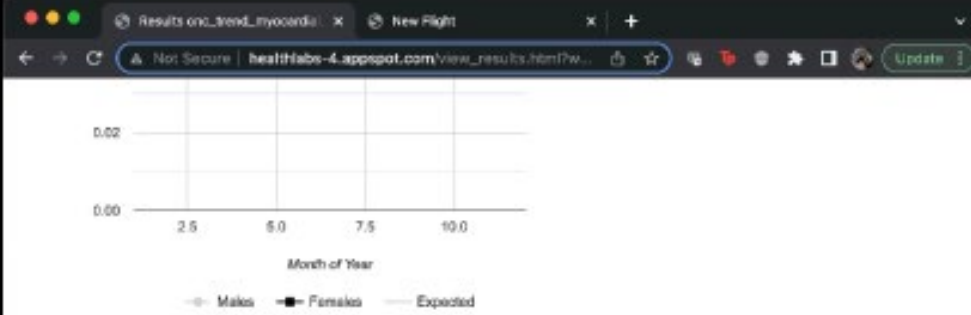 Results onc_trend_myocardial
New Flight
Not Secure | healthlabs-4.appspot.com/view_results.html?w...
Update
0.02
0.00
2.5 5.0 7.5 10.0
Month of Year
Males Females Expected